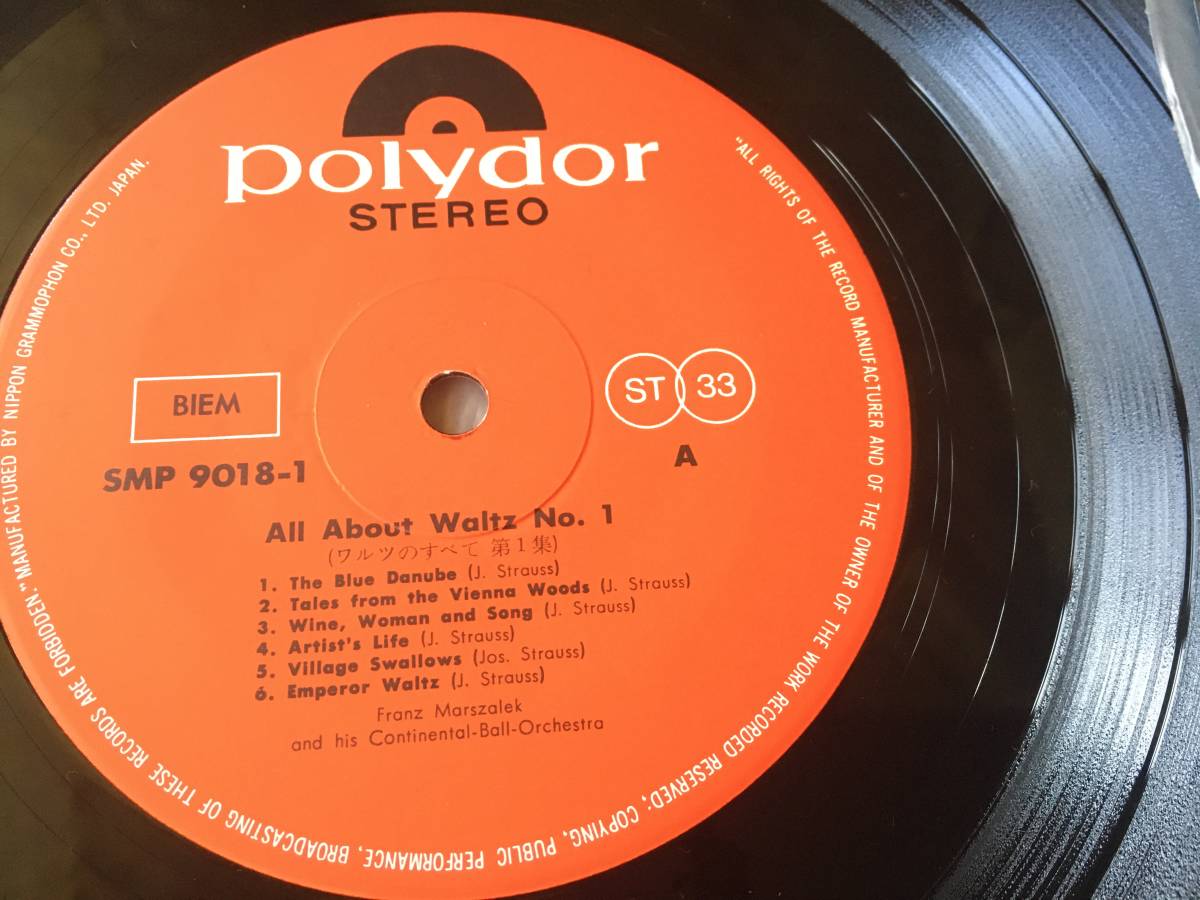 polydor
STEREO
BIEM
ST 33
SMP 9018-1
A
All About Waltz No. 1
(ワルツのすべて 第1集)
1. The Blue Danube (J. Strauss)
2. Tales from the Vienna Woods (J. Strauss)
3. Wine, Woman and Song (J. Strauss)
4. Artist's Life (J. Strauss)
5. Village Swallows (Jos. Strauss)
6. Emperor Waltz (J. Strauss)
Franz Marszalek
and his Continental-Ball-Orchestra
"ALL RIGHTS OF THE RECORD MANUFACTURER AND OF THE OWNER OF THE WORK RECORDED RESERVED; COPYING, PUBLIC PERFORMANCE, BROADCASTING OF THESE RECORDS ARE FORBIDDEN." MANUFACTURED BY NIPPON GRAMMOPHON CO., LTD. JAPAN.